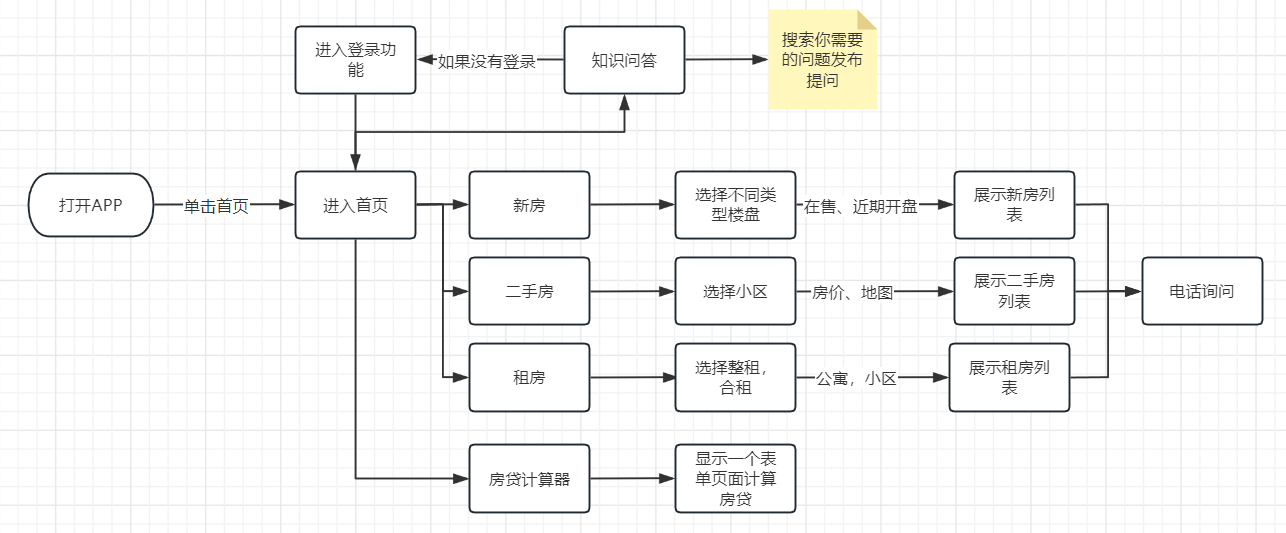 进入登录功
能
如果没有登录
知识问答
搜索你需要
的问题发布
提问
打开APP
单击首页
进入首页
新房
选择不同类
型楼盘
在售、近期开盘
展示新房列
表
二手房
选择小区
房价、地图
展示二手房
列表
电话询问
租房
选择整租，
合租
公寓，小区
展示租房列
表
房贷计算器
显示一个表
单页面计算
房贷